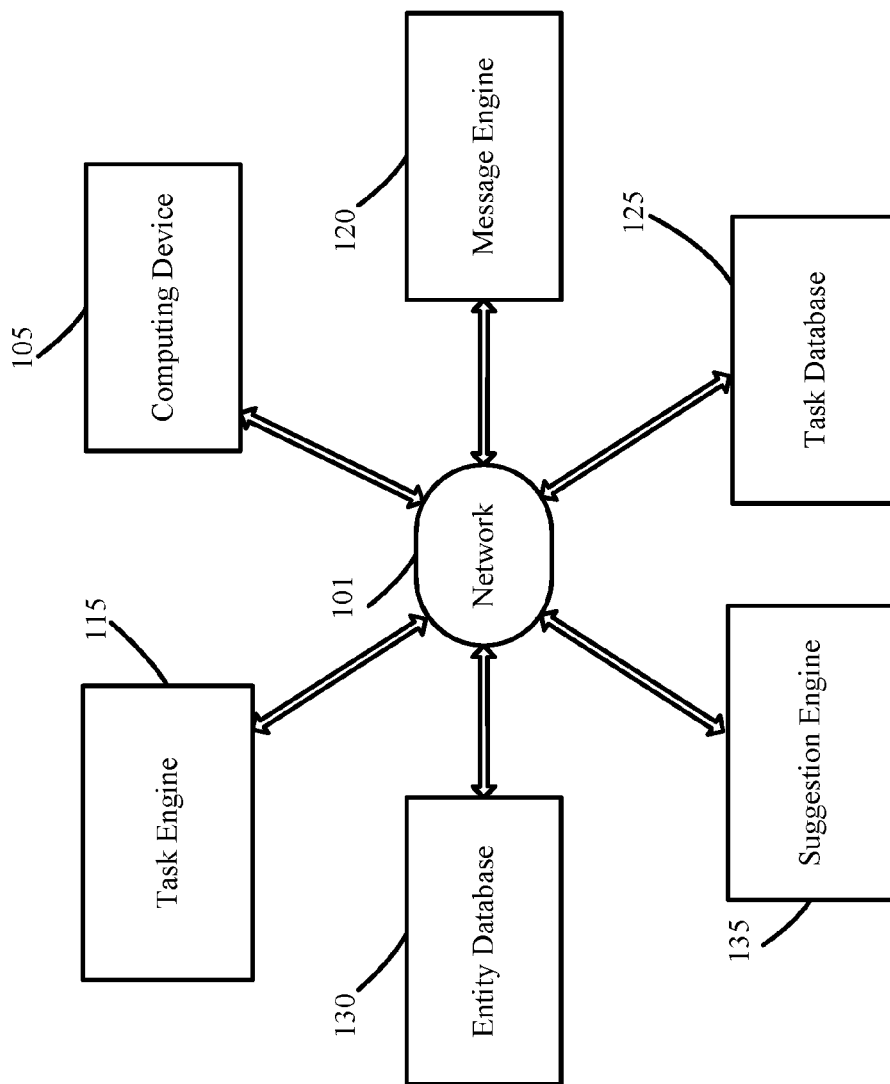 115
Task Engine
105
Computing Device
130
Entity Database
101
Network
120
Message Engine
135
Suggestion Engine
125
Task Database